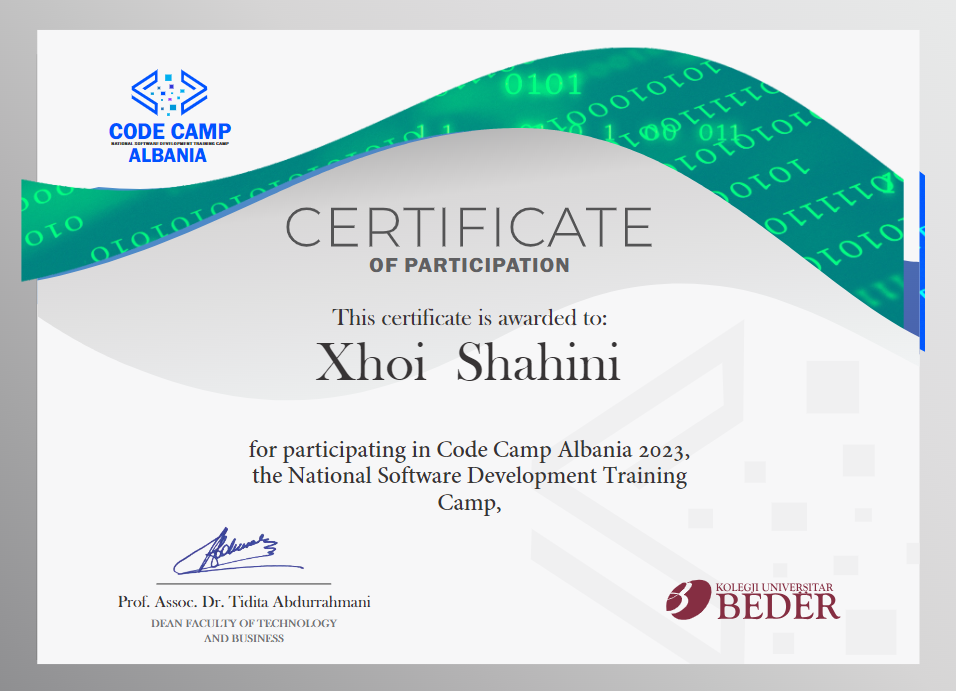 0101
CODE CAMP
NATIONAL SOFTWARE DEVELOPMENT TRAINING CAMP
ALBANIA
CERTIFICATE
OF PARTICIPATION
This certificate is awarded to:
Xhoi Shahini
for participating in Code Camp Albania 2023,
the National Software Development Training
Camp,
Prof. Assoc. Dr. Tidita Abdurrahmani
DEAN FACULTY OF TECHNOLOGY
AND BUSINESS
KOLEGJI UNIVERSITAR
BEDËR